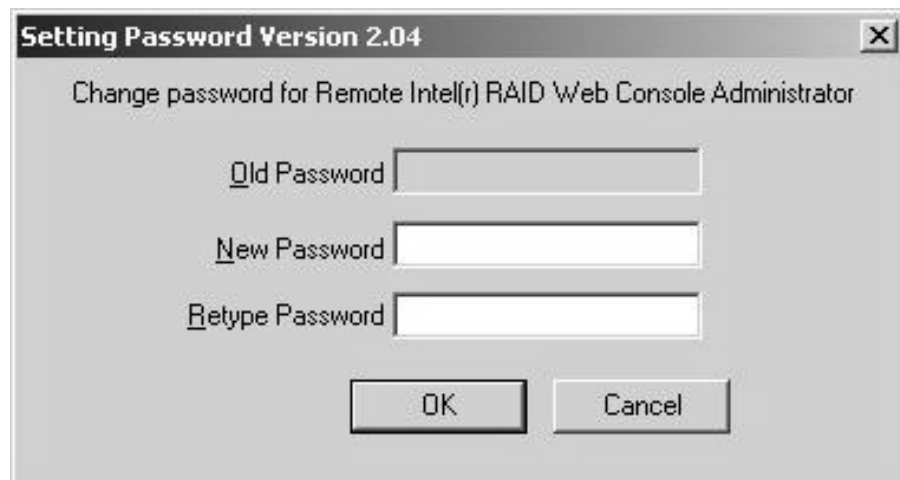 Setting Password Version 2.04
Change password for Remote Intel(r) RAID Web Console Administrator
Old Password
New Password
Retype Password
OK
Cancel